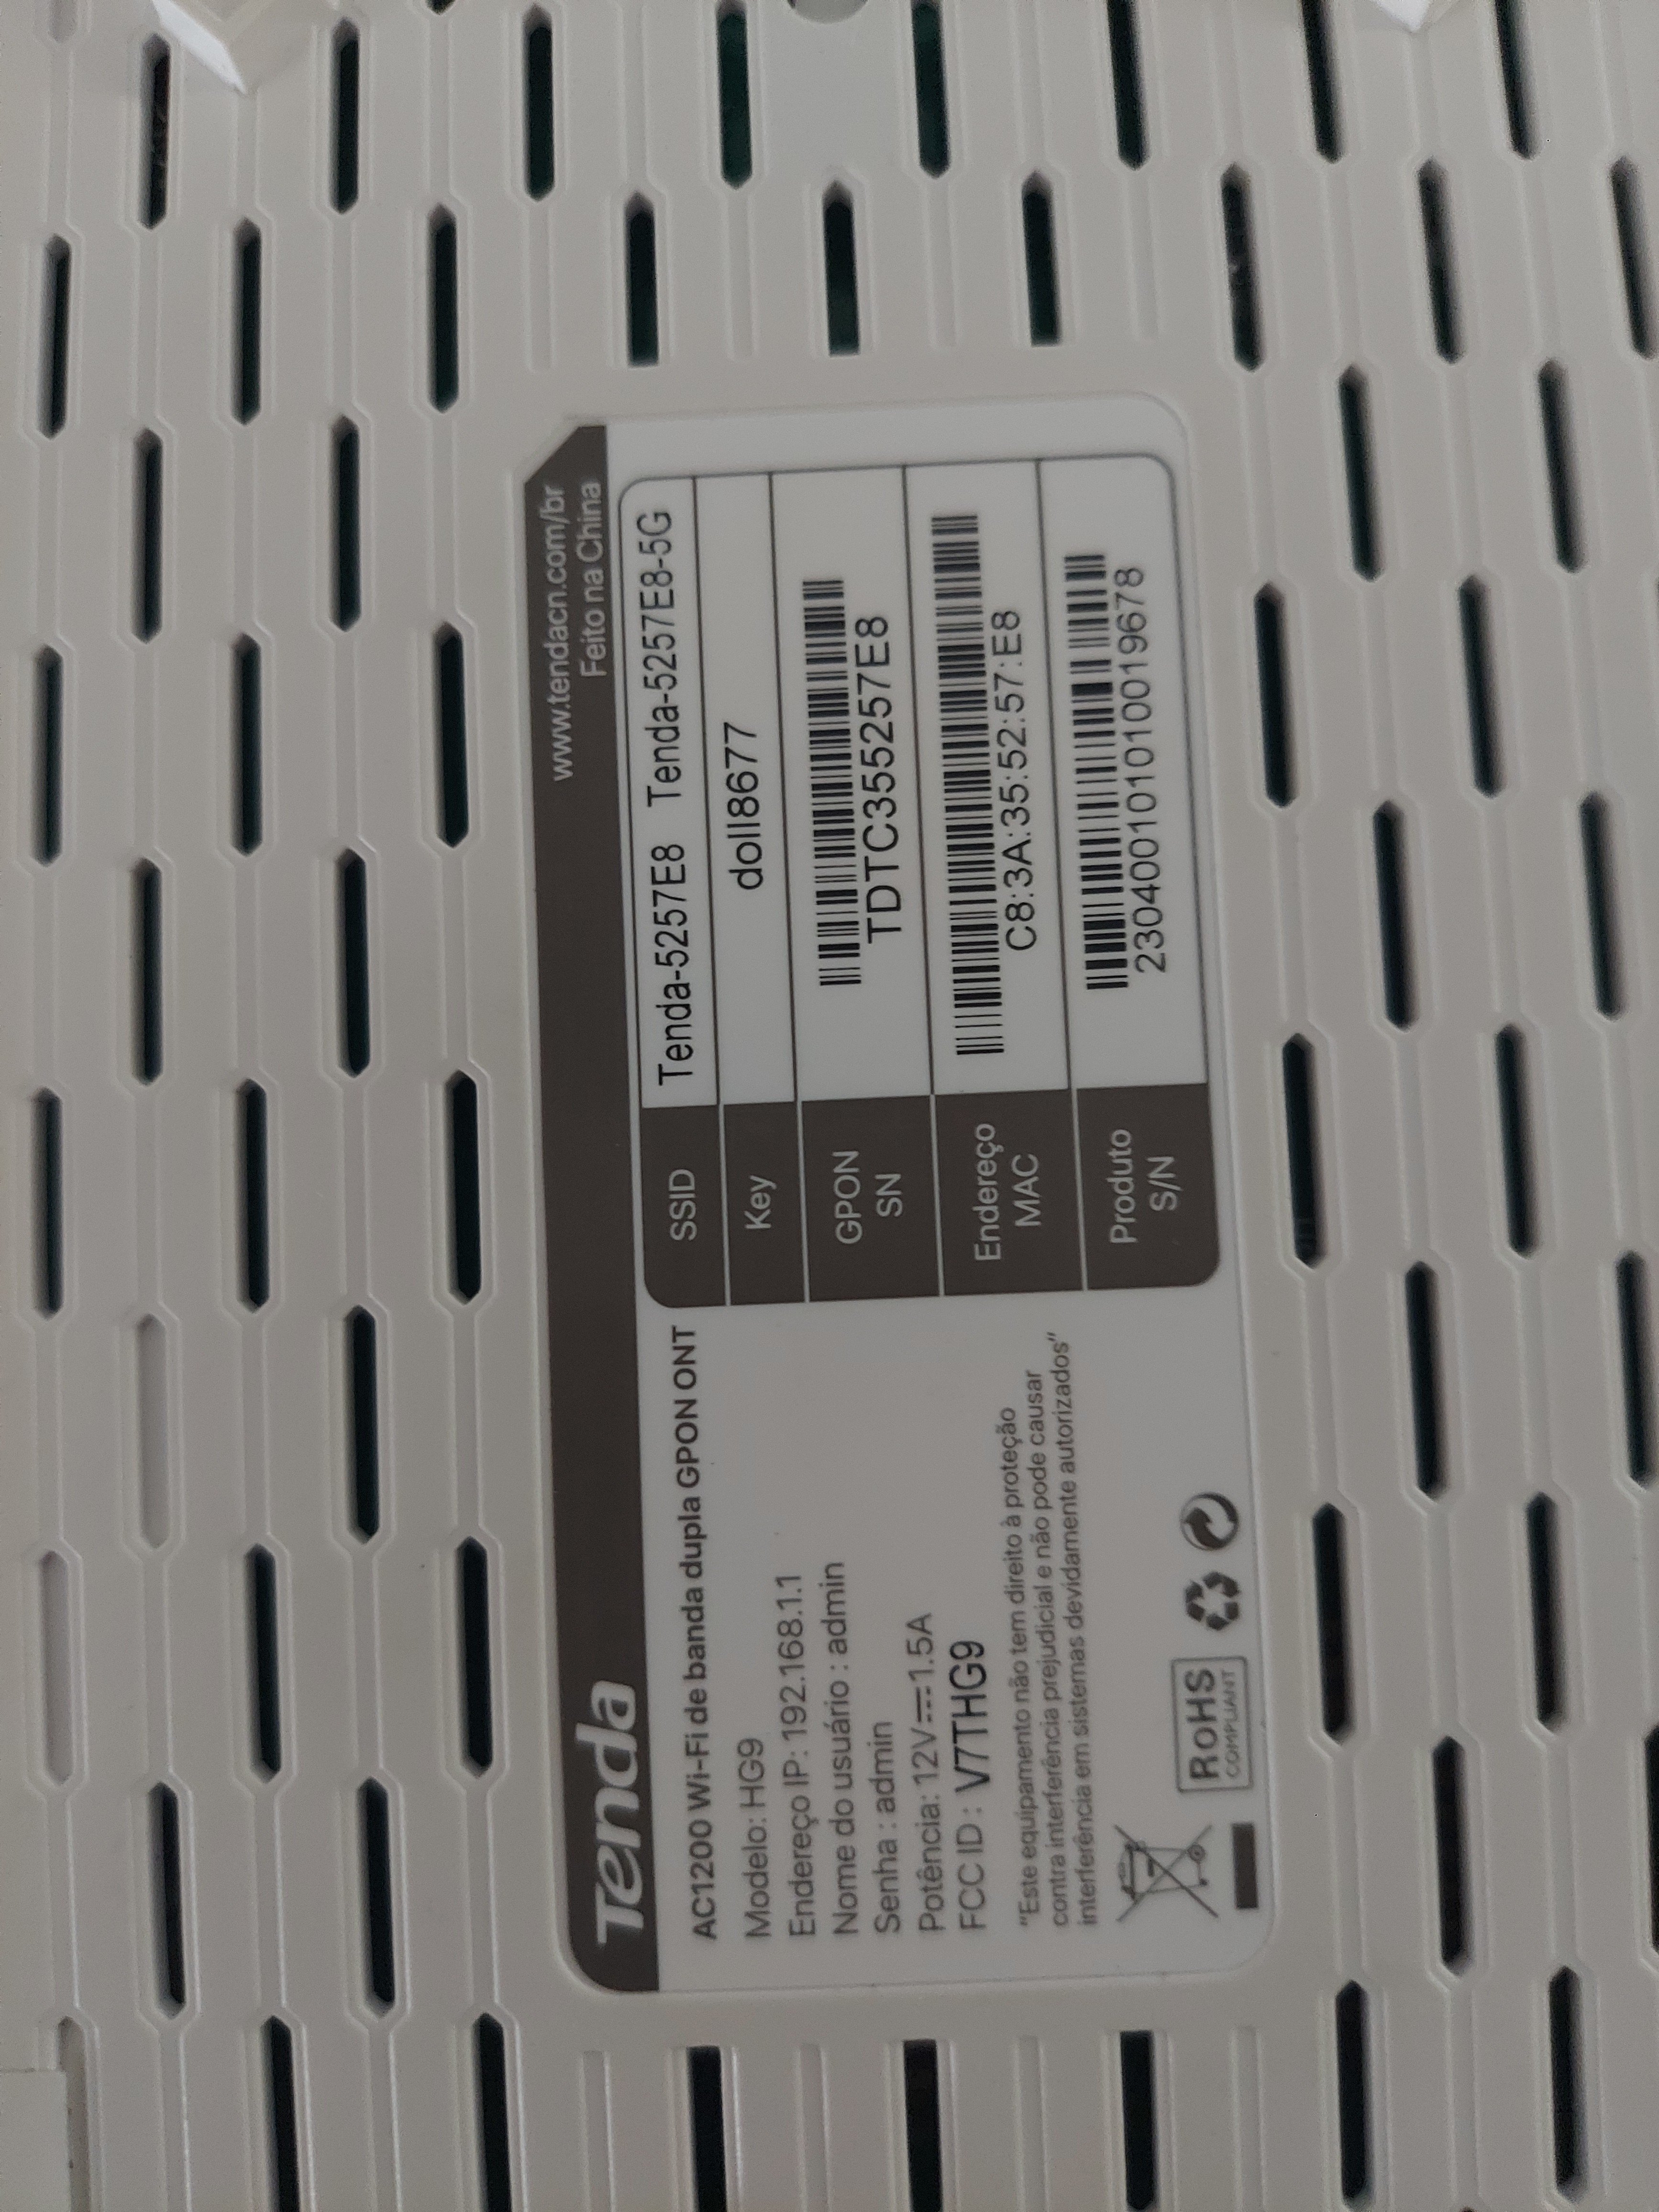 Tenda
www.tendacn.com/br
Feito na China
AC1200 Wi-Fi de banda dupla GPON ONT
Modelo: HG9
Endereço IP: 192.168.1.1
Nome do usuário : admin
Senha : admin
Potência: 12V⎓1.5A
FCC ID : V7THG9
"Este equipamento não tem direito à proteção
contra interferência prejudicial e não pode causar
interferência em sistemas devidamente autorizados"
RoHS
COMPLIANT
SSID Tenda-5257E8 Tenda-5257E8-5G
Key doll8677
GPON
SN
TDTC355257E8
Endereço
MAC
C8:3A:35:52:57:E8
Produto
S/N
23040010101001​9678